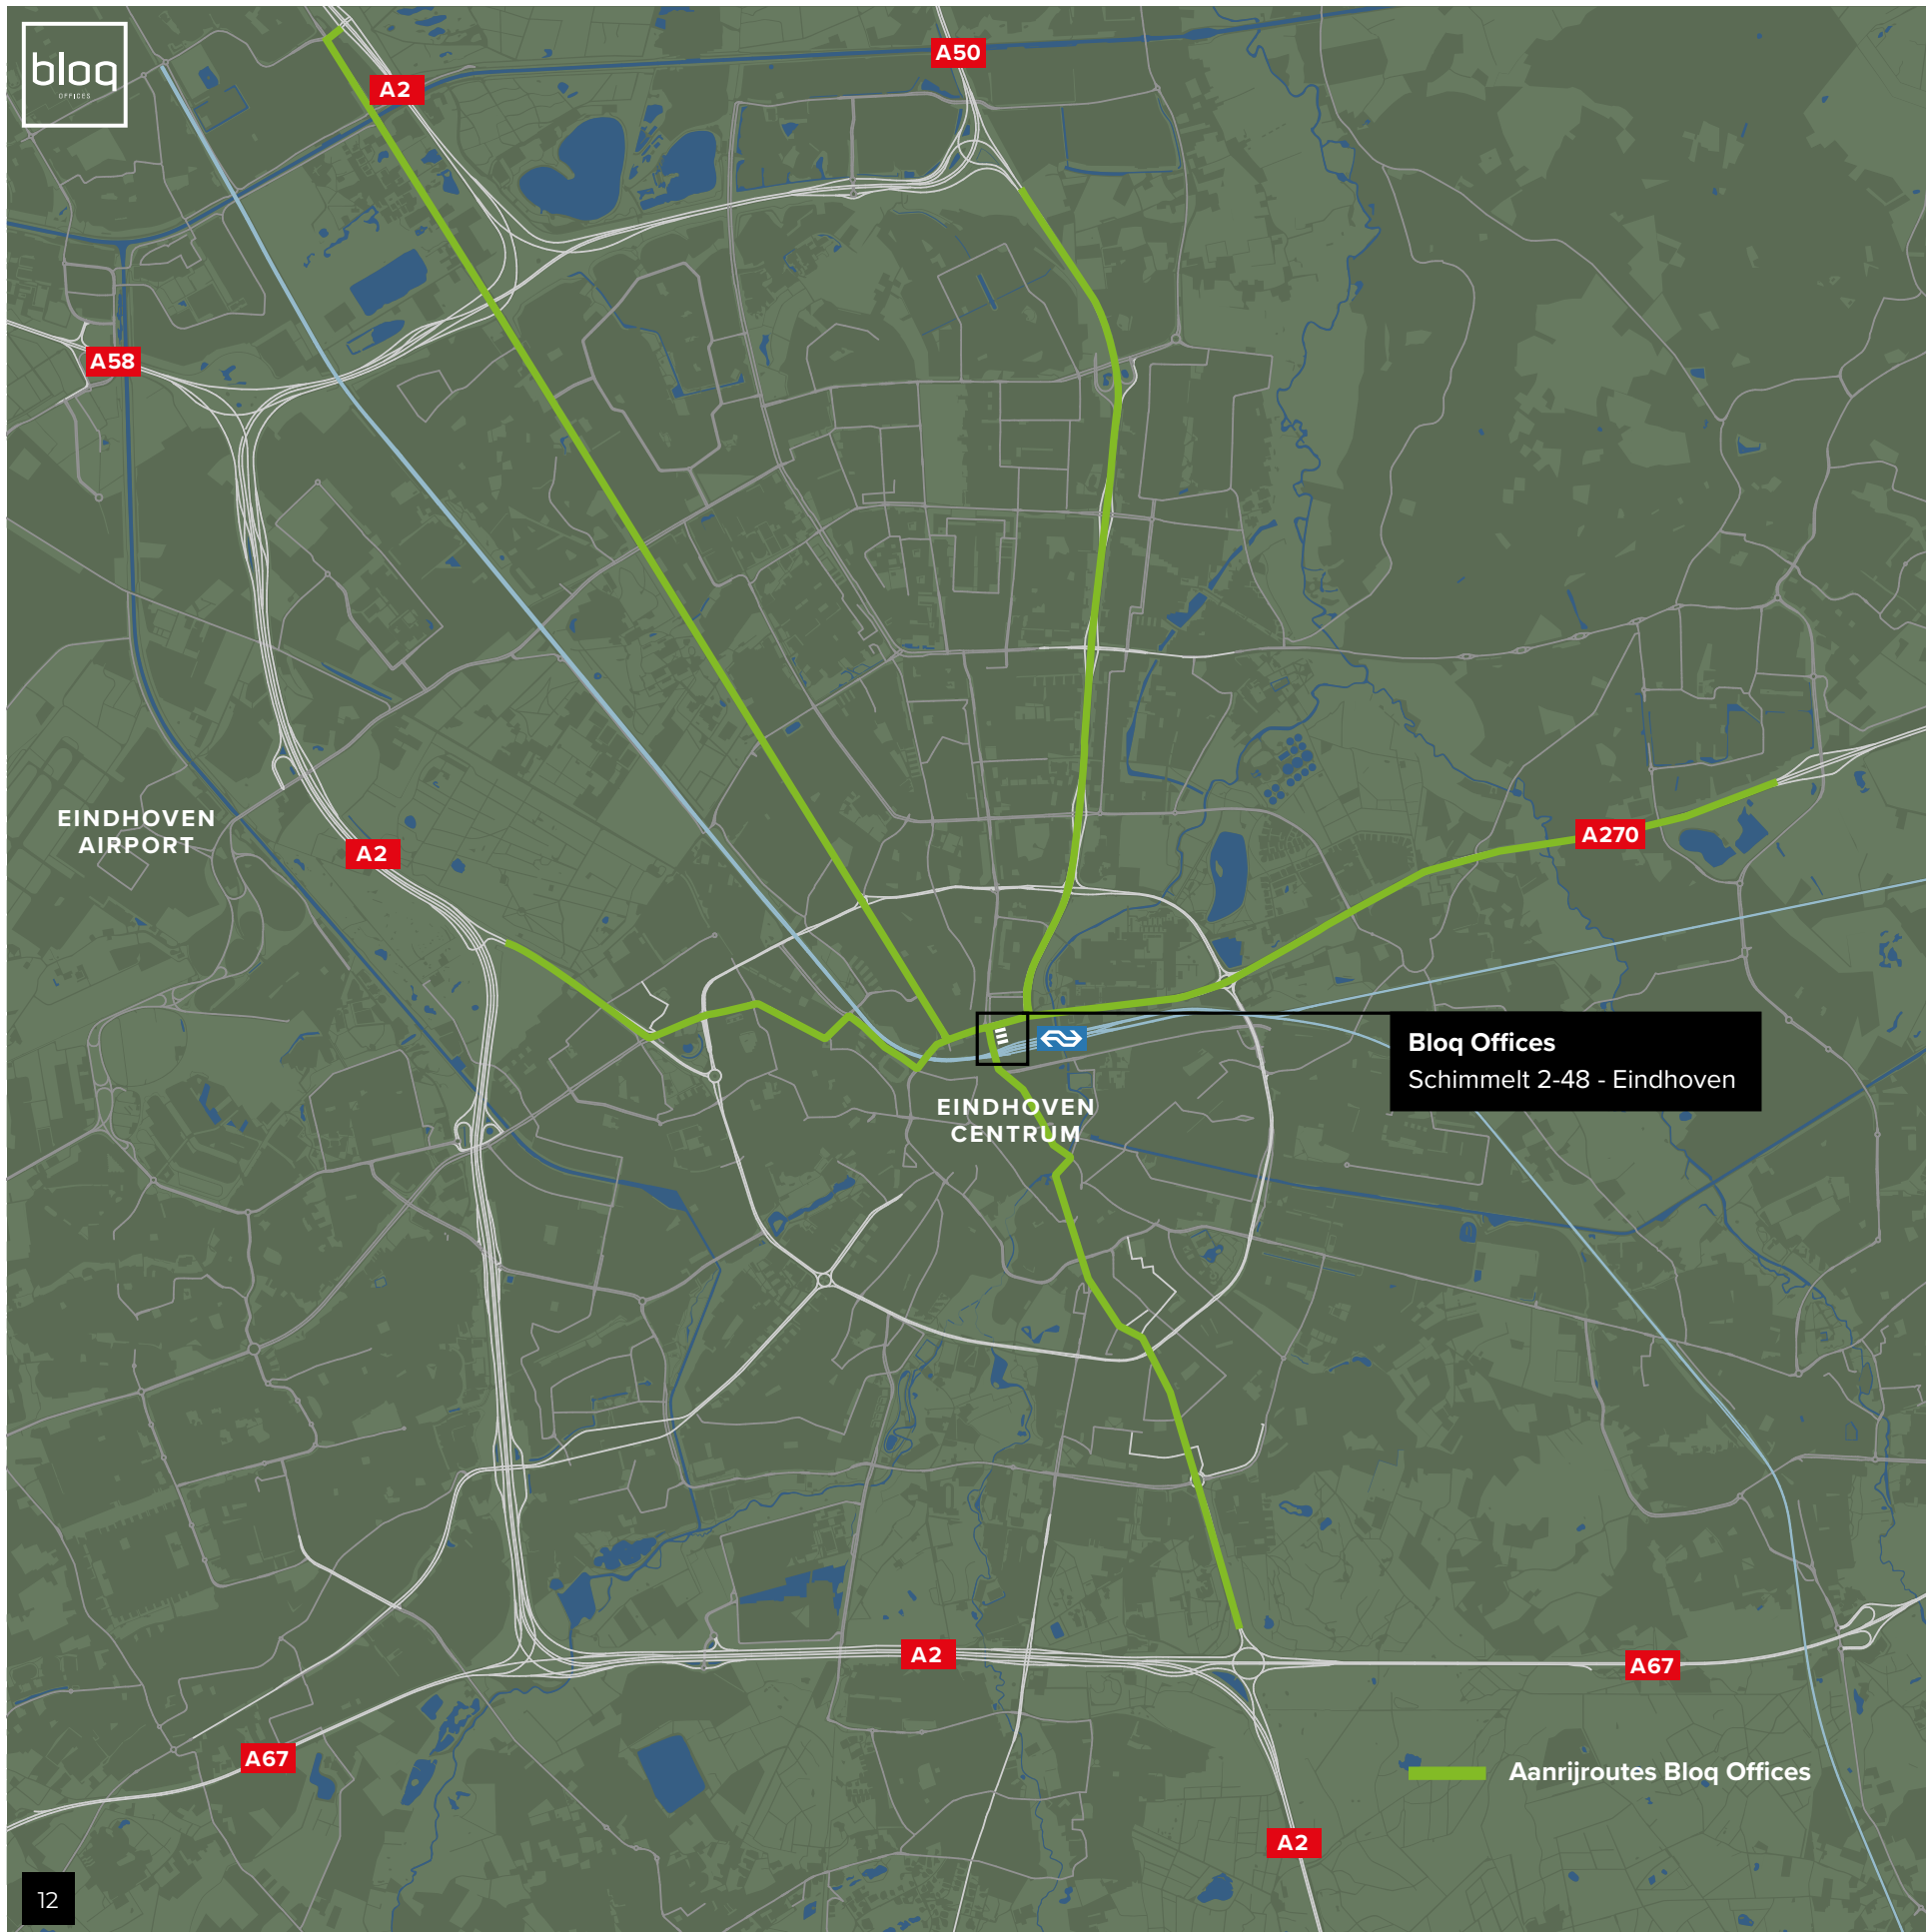 bloq
OFFICES
A50
A2
A58
EINDHOVEN
AIRPORT
A2
A270
Bloq Offices
Schimmelt 2-48 - Eindhoven
EINDHOVEN
CENTRUM
A2
A67
A67
Aanrijroutes Bloq Offices
A2
12